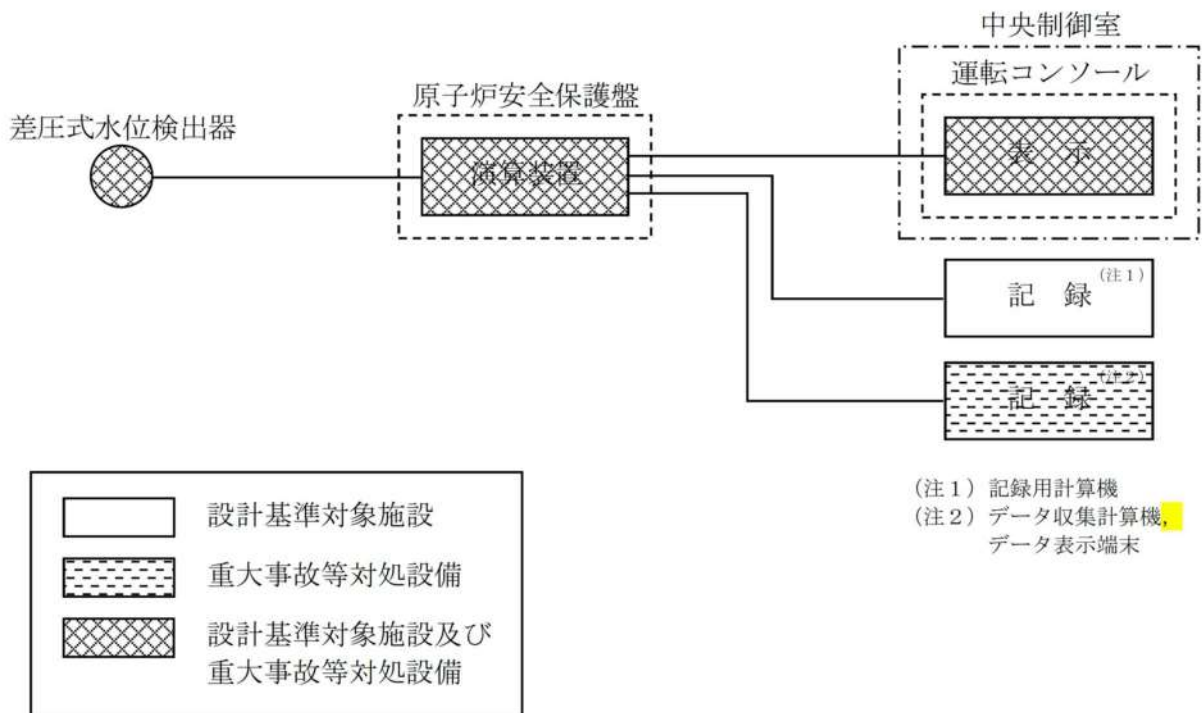 中央制御室
運転コンソール
原子炉安全保護盤
差圧式水位検出器
演算装置
表 示
記 録 (注1)
記 録 (注2)
(注1)記録用計算機
(注2)データ収集計算機,
データ表示端末
設計基準対象施設
重大事故等対処設備
設計基準対象施設及び
重大事故等対処設備